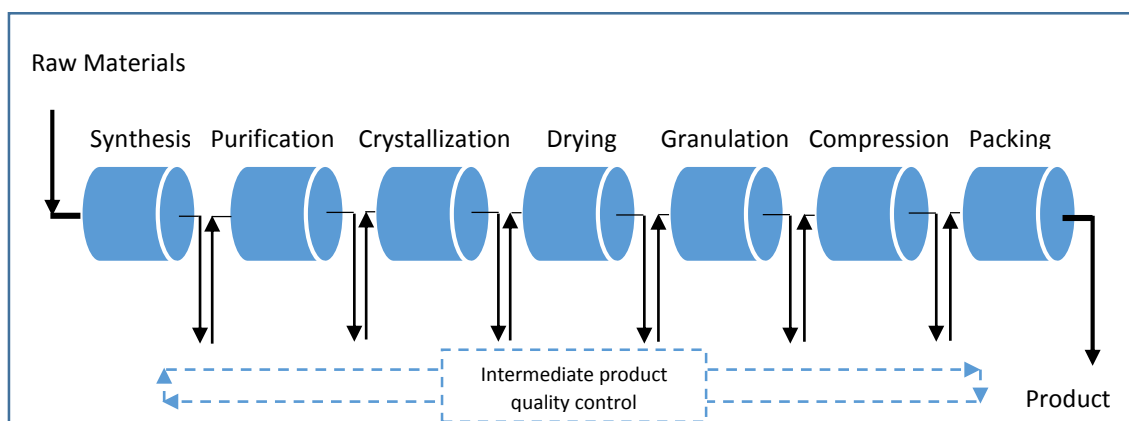 Raw Materials
Synthesis Purification Crystallization Drying Granulation Compression Packing
Intermediate product
quality control
Product